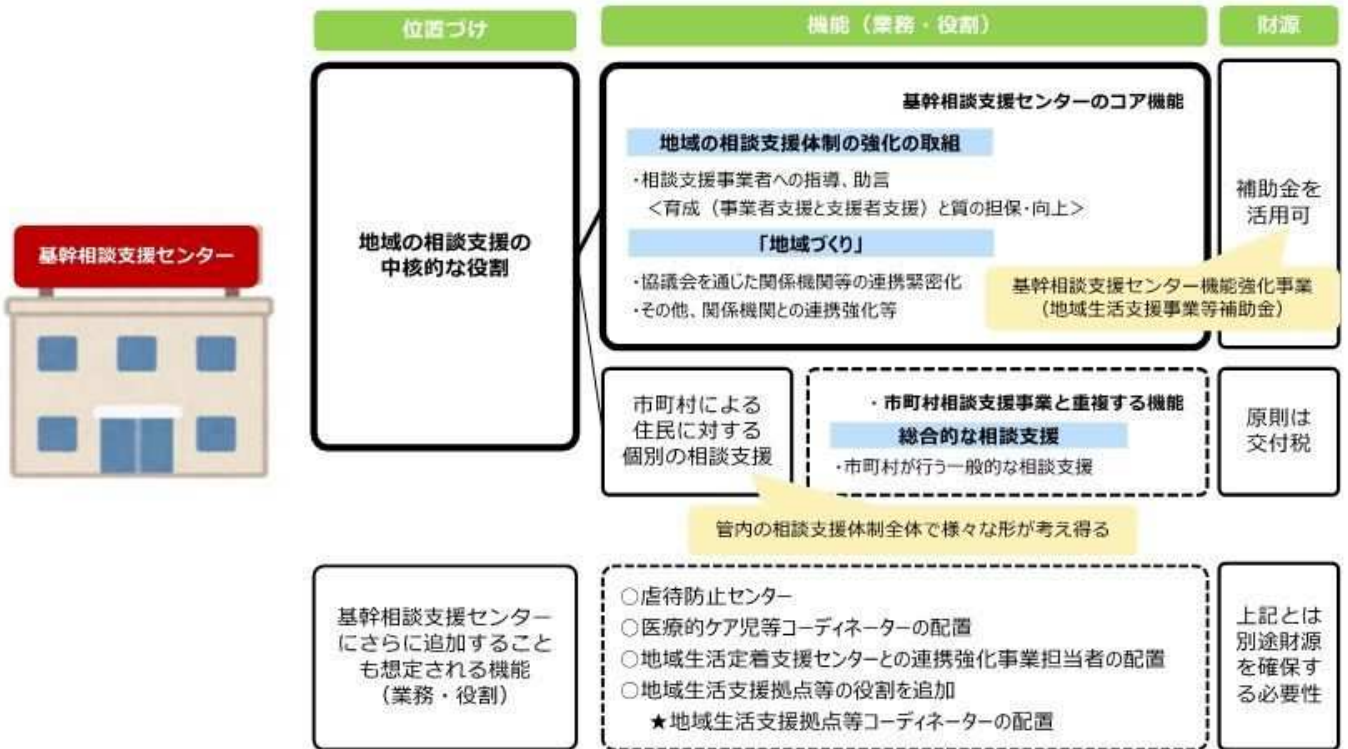 位置づけ
機能（業務・役割）
財源
基幹相談支援センター
地域の相談支援の
中核的な役割
基幹相談支援センターのコア機能
地域の相談支援体制の強化の取組
・相談支援事業者への指導、助言
＜育成（事業者支援と支援者支援）と質の担保・向上＞
「地域づくり」
・協議会を通じた関係機関等の連携緊密化
・その他、関係機関との連携強化等
補助金を
活用可
基幹相談支援センター機能強化事業
（地域生活支援事業等補助金）
市町村による
住民に対する
個別の相談支援
・市町村相談支援事業と重複する機能
総合的な相談支援
・市町村が行う一般的な相談支援
原則は
交付税
管内の相談支援体制全体で様々な形が考え得る
基幹相談支援センター
にさらに追加すること
も想定される機能
（業務・役割）
○虐待防止センター
○医療的ケア児等コーディネーターの配置
○地域生活定着支援センターとの連携強化事業担当者の配置
○地域生活支援拠点等の役割を追加
★地域生活支援拠点等コーディネーターの配置
上記とは
別途財源
を確保す
る必要性